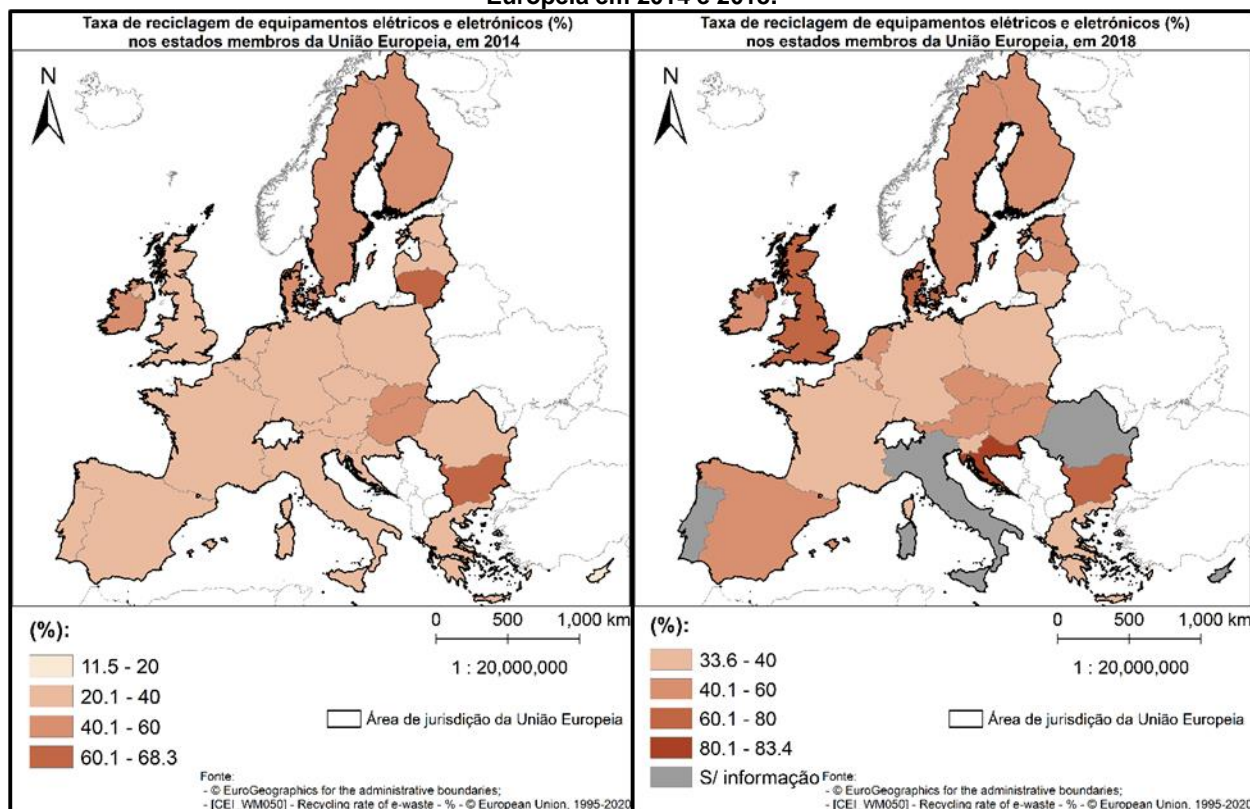 Europeia em 2014 e 2018.
Taxa de reciclagem de equipamentos elétricos e eletrónicos (%)
nos estados membros da União Europeia, em 2014
N
(%):
11.5 - 20
20.1 - 40
40.1 - 60
60.1 - 68.3
0 500 1,000 km
1 : 20,000,000
Área de jurisdição da União Europeia
Fonte:
- © EuroGeographics for the administrative boundaries;
- [CEI_WM050] - Recycling rate of e-waste - % - © European Union, 1995-2020
Taxa de reciclagem de equipamentos elétricos e eletrónicos (%)
nos estados membros da União Europeia, em 2018
N
(%):
33.6 - 40
40.1 - 60
60.1 - 80
80.1 - 83.4
S/ informação
0 500 1,000 km
1 : 20,000,000
Área de jurisdição da União Europeia
Fonte:
- © EuroGeographics for the administrative boundaries;
- [CEI_WM050] - Recycling rate of e-waste - % - © European Union, 1995-2020